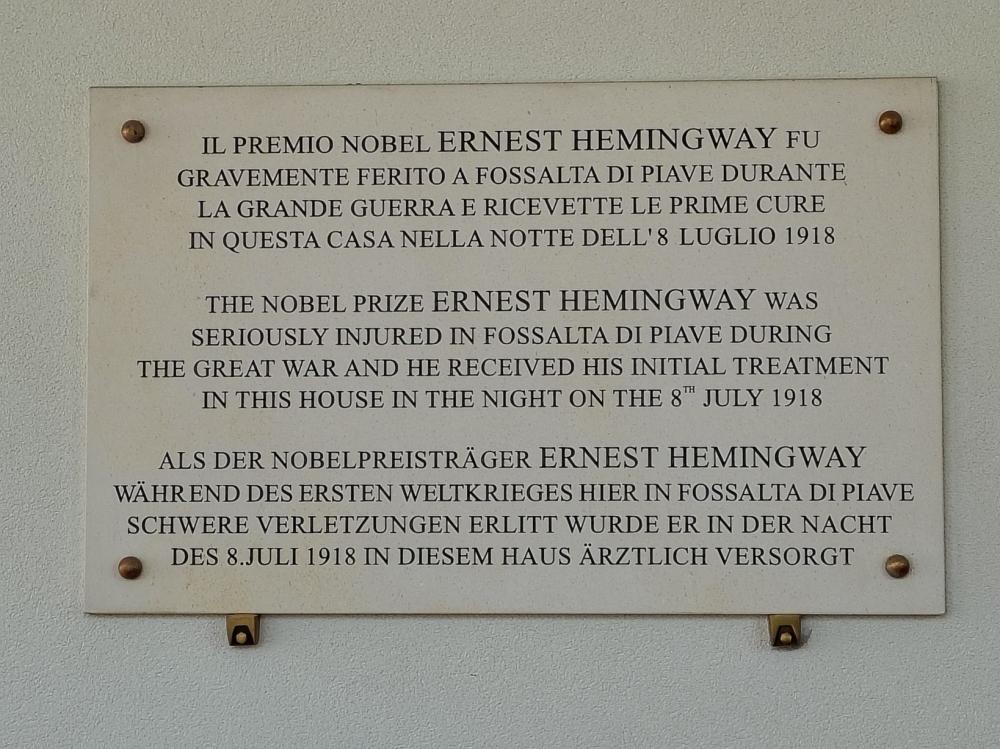 IL PREMIO NOBEL ERNEST HEMINGWAY FU
GRAVEMENTE FERITO A FOSSALTA DI PIAVE DURANTE
LA GRANDE GUERRA E RICEVETTE LE PRIME CURE
IN QUESTA CASA NELLA NOTTE DELL'8 LUGLIO 1918
THE NOBEL PRIZE ERNEST HEMINGWAY WAS
SERIOUSLY INJURED IN FOSSALTA DI PIAVE DURING
THE GREAT WAR AND HE RECEIVED HIS INITIAL TREATMENT
IN THIS HOUSE IN THE NIGHT ON THE 8TH JULY 1918
ALS DER NOBELPREISTRÄGER ERNEST HEMINGWAY
WÄHREND DES ERSTEN WELTKRIEGES HIER IN FOSSALTA DI PIAVE
SCHWERE VERLETZUNGEN ERLITT WURDE ER IN DER NACHT
DES 8.JULI 1918 IN DIESEM HAUS ÄRZTLICH VERSORGT